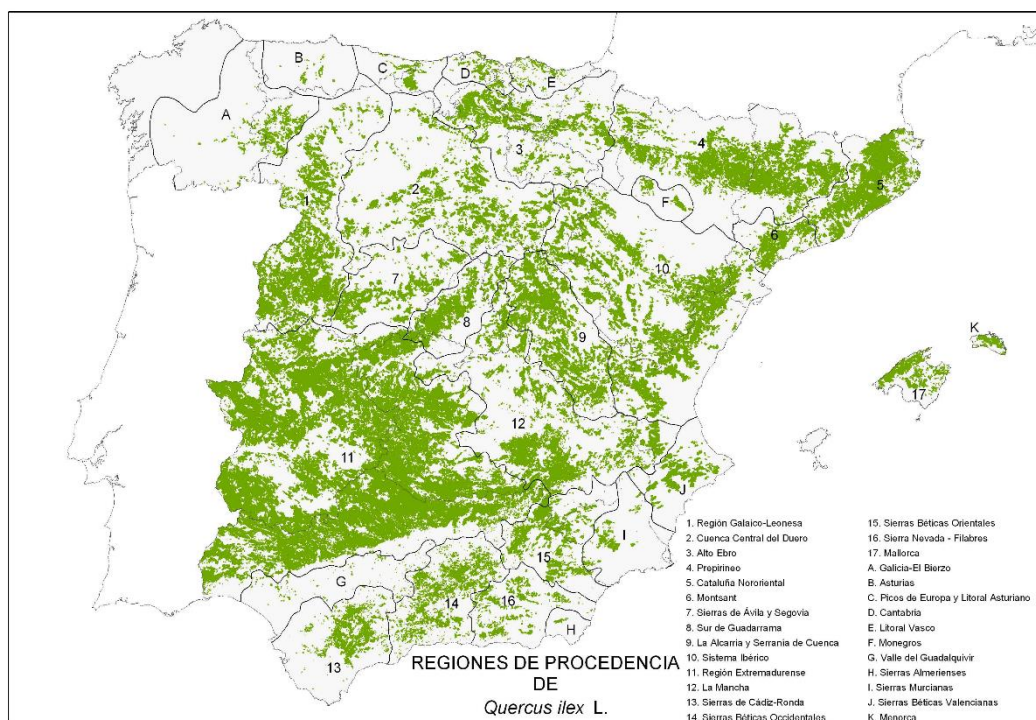 B
C
D
E
A
4
3
5
2
F
1
6
10
7
8
9
K
17
12
11
J
I
15
G
14
16
H
13
REGIONES DE PROCEDENCIA
DE
Quercus ilex L.
1. Región Galaico-Leonesa
2. Cuenca Central del Duero
3. Alto Ebro
4. Prepirineo
5. Cataluña Nororiental
6. Montsant
7. Sierras de Ávila y Segovia
8. Sur de Guadarrama
9. La Alcarria y Serranía de Cuenca
10. Sistema Ibérico
11. Región Extremadurense
12. La Mancha
13. Sierras de Cádiz-Ronda
14. Sierras Béticas Occidentales
15. Sierras Béticas Orientales
16. Sierra Nevada - Filabres
17. Mallorca
A. Galicia-El Bierzo
B. Asturias
C. Picos de Europa y Litoral Asturiano
D. Cantabria
E. Litoral Vasco
F. Monegros
G. Valle del Guadalquivir
H. Sierras Almerienses
I. Sierras Murcianas
J. Sierras Béticas Valencianas
K. Menorca